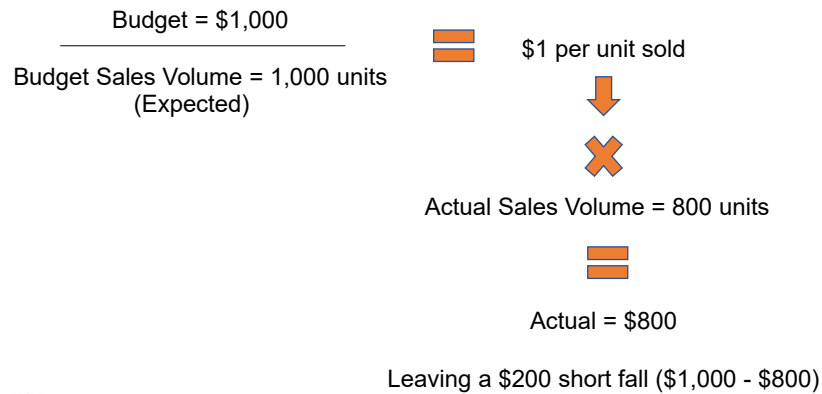 Budget = $1,000
Budget Sales Volume = 1,000 units
(Expected)
$1 per unit sold
Actual Sales Volume = 800 units
Actual = $800
Leaving a $200 short fall ($1,000 - $800)